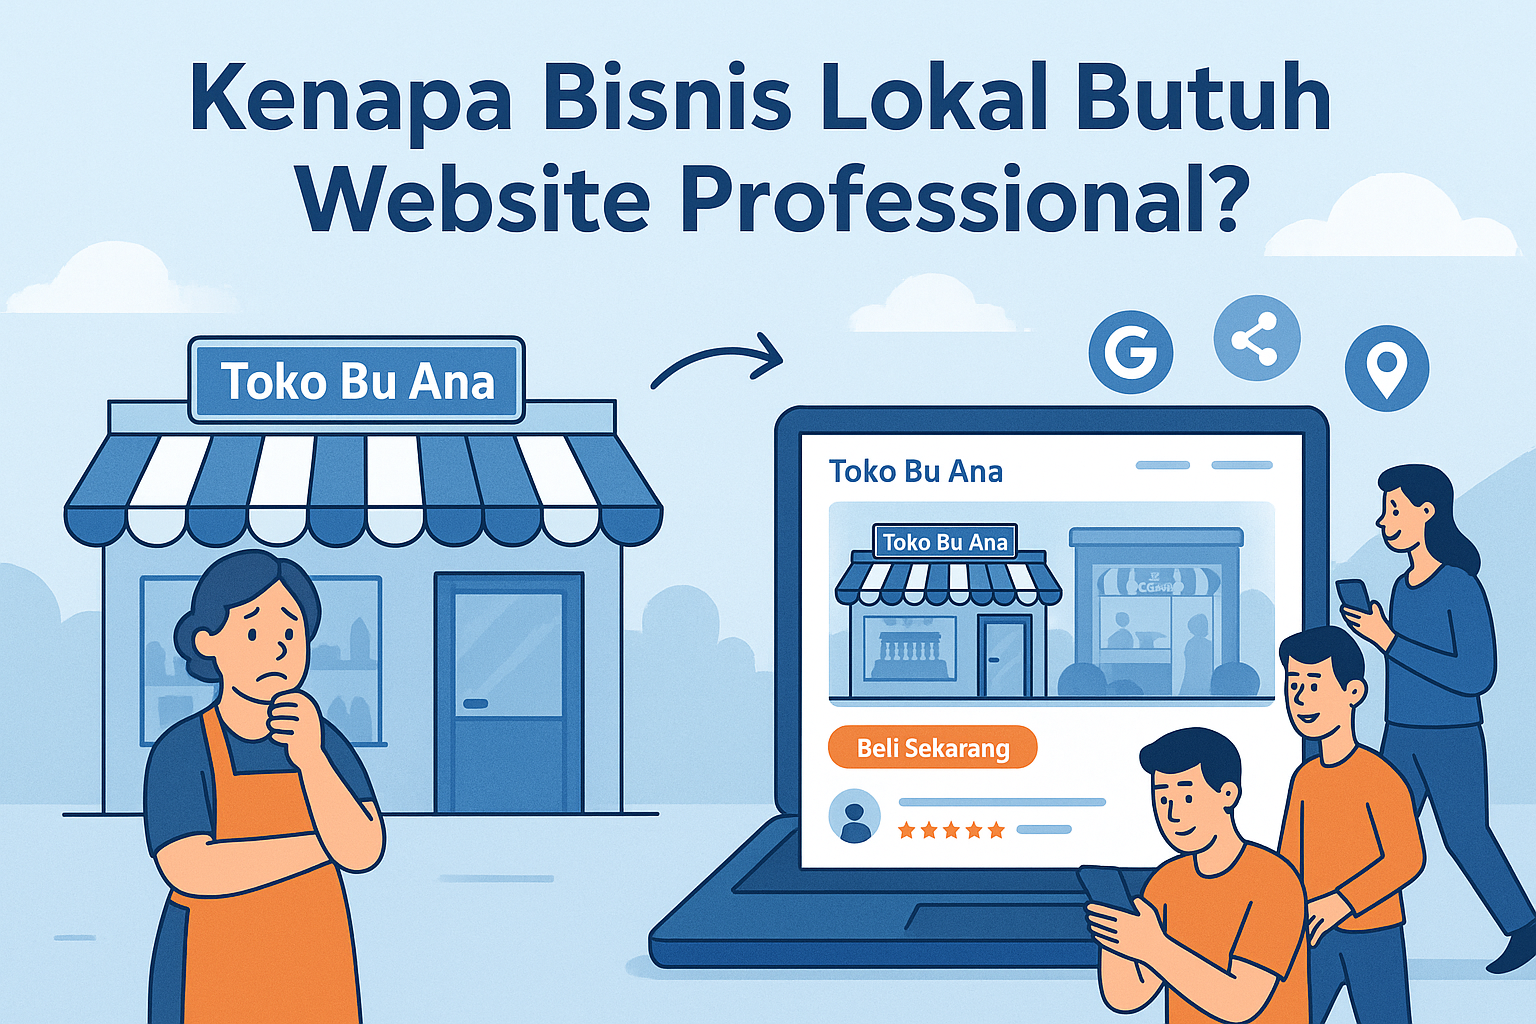 Kenapa Bisnis Lokal Butuh
Website Professional?
Toko Bu Ana
G
Toko Bu Ana
Toko Bu Ana
Beli Sekarang